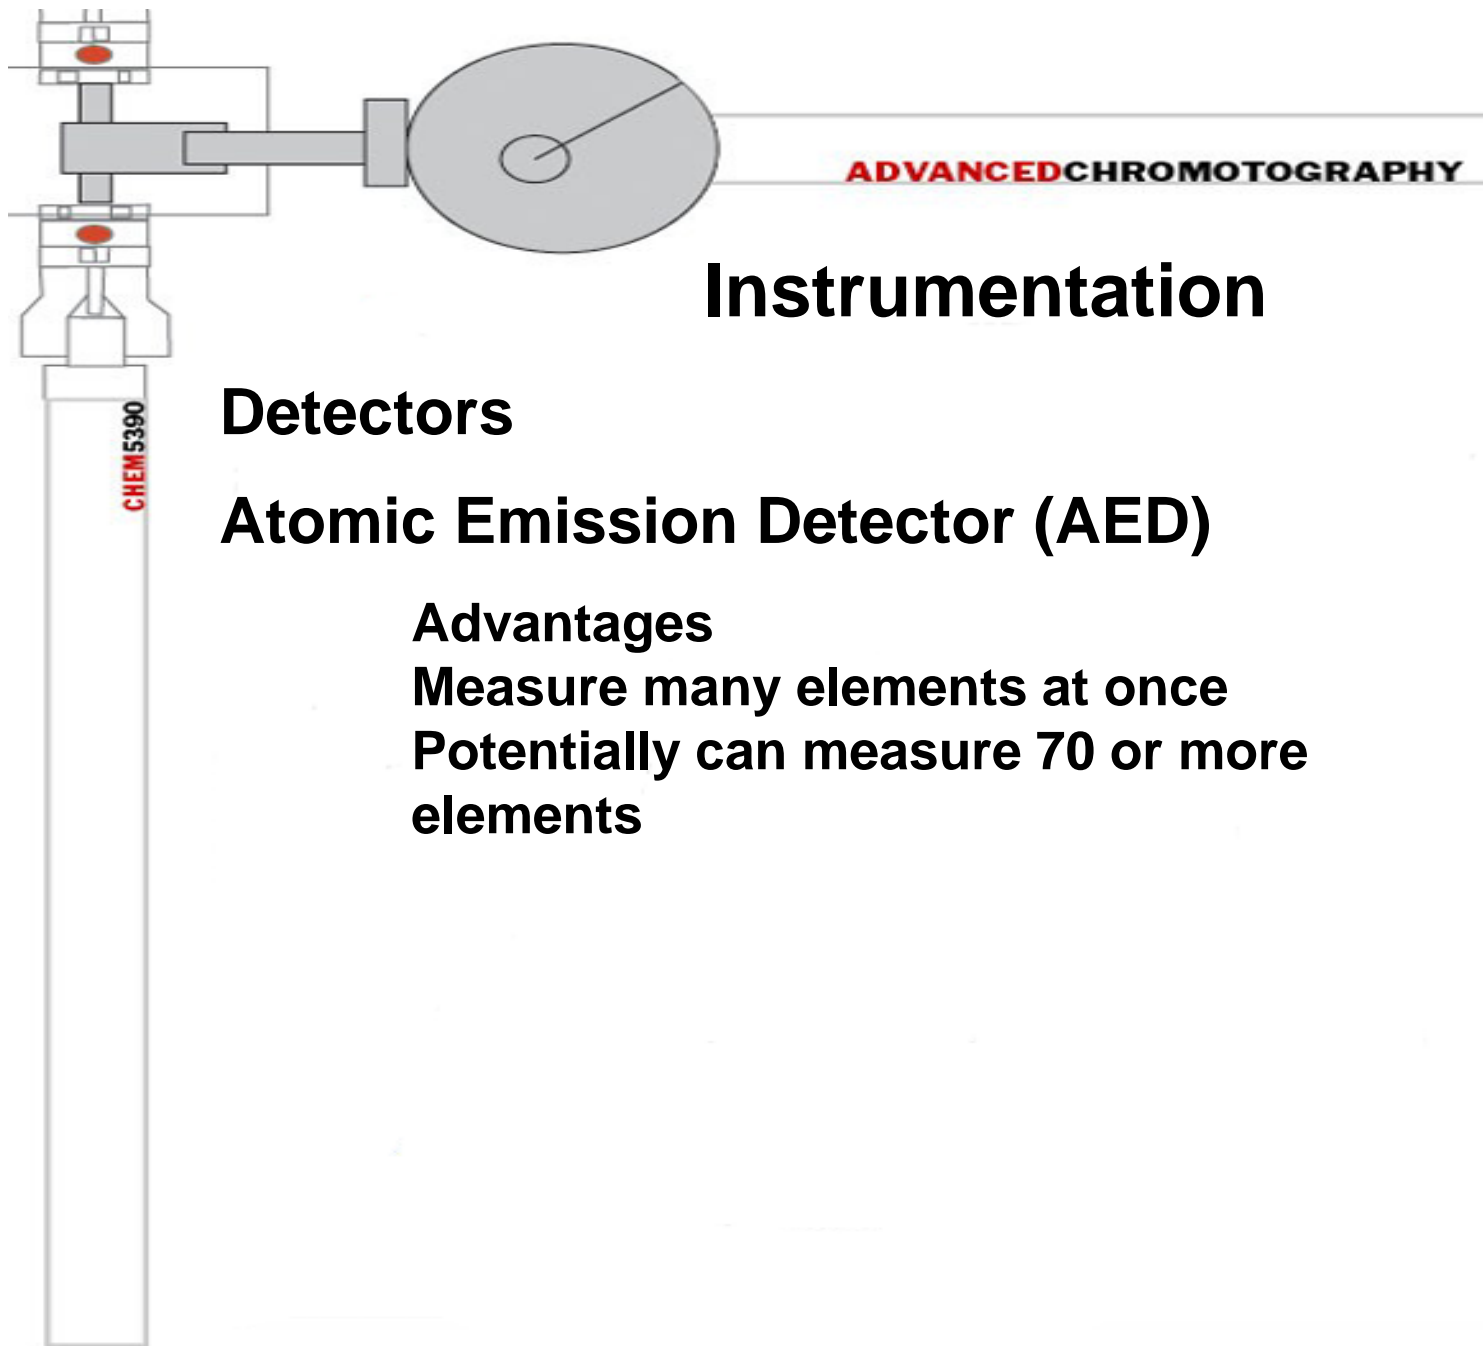 ADVANCEDCHROMOTOGRAPHY
Instrumentation
CHEM5390
Detectors
Atomic Emission Detector (AED)
Advantages
Measure many elements at once
Potentially can measure 70 or more
elements